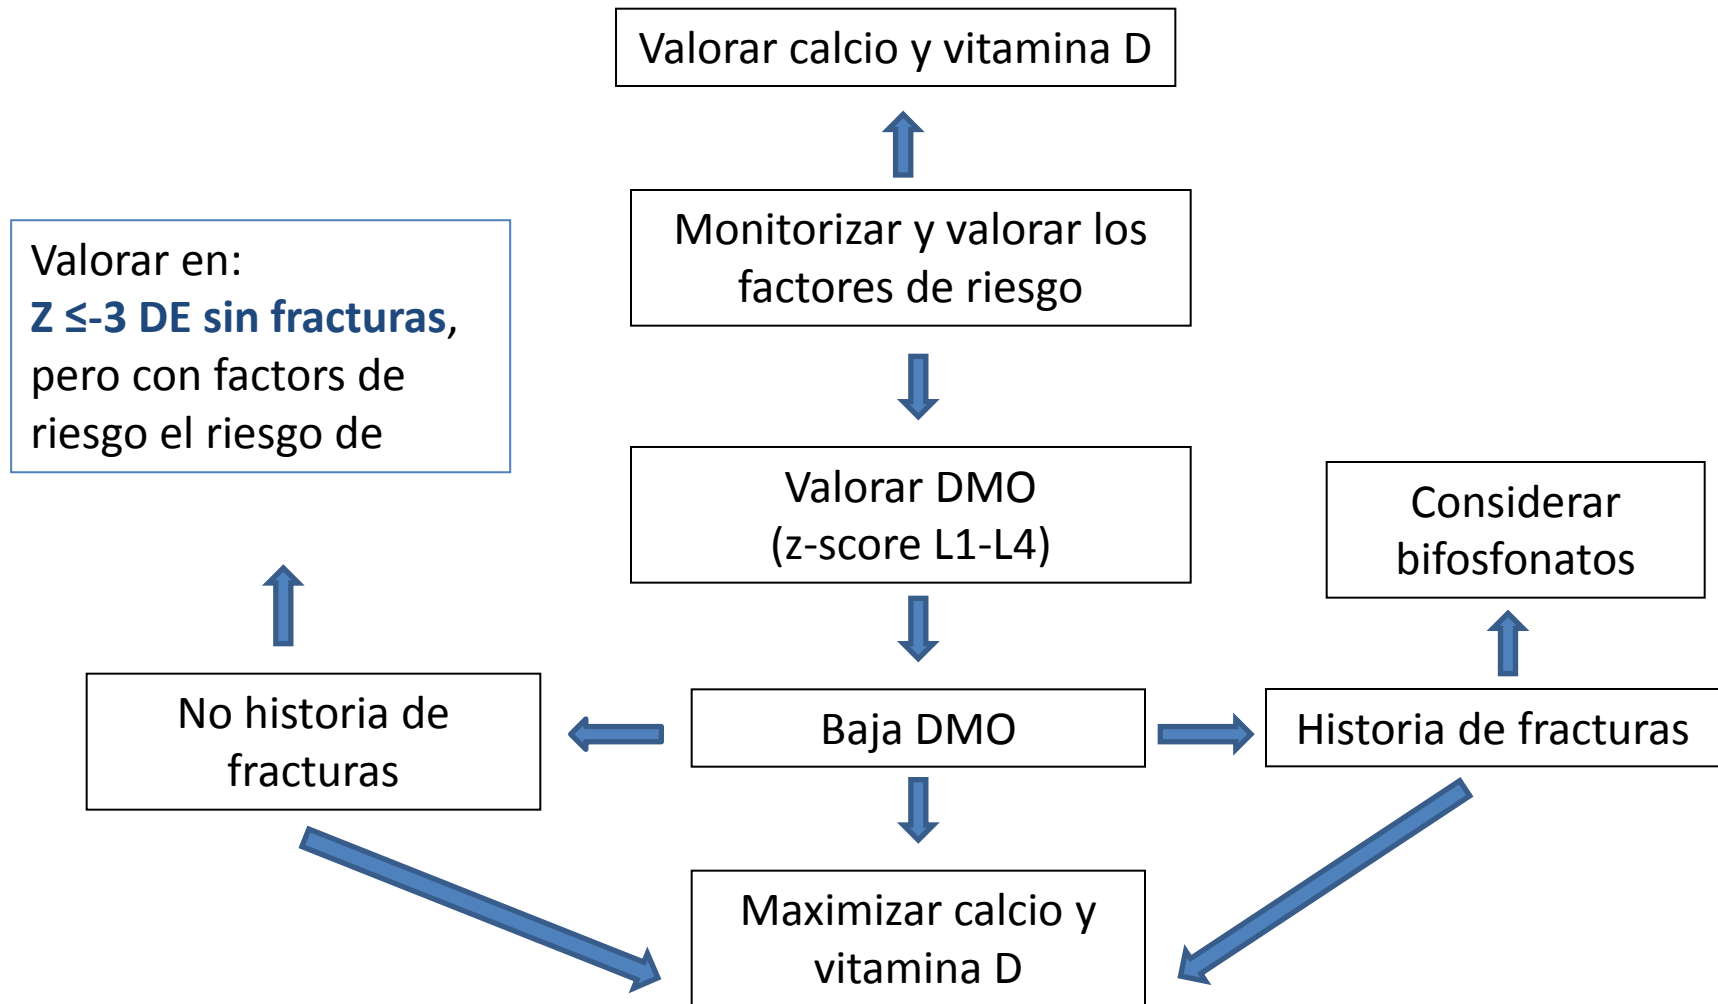 Valorar calcio y vitamina D
Monitorizar y valorar los
factores de riesgo
Valorar en:
Z ≤-3 DE sin fracturas,
pero con factors de
riesgo el riesgo de
Valorar DMO
(z-score L1-L4)
Considerar
bifosfonatos
No historia de
fracturas
Baja DMO
Historia de fracturas
Maximizar calcio y
vitamina D